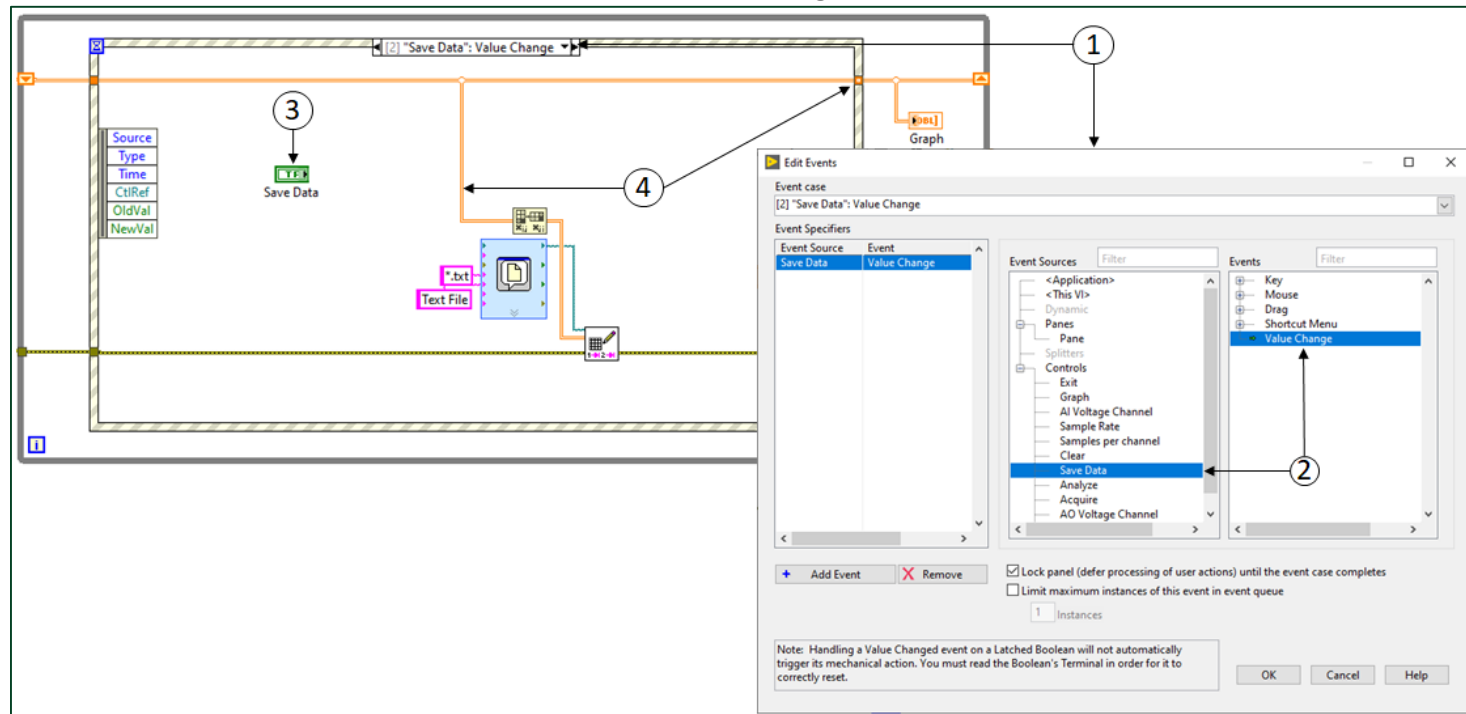 [2] "Save Data": Value Change
1
3
Source
Type
Time
CtlRef
OldVal
NewVal
TF
Save Data
DBL]
Graph
4
*.txt
Text File
i
Edit Events
Event case
[2] "Save Data": Value Change
Event Specifiers
Event Source Event
Save Data Value Change
Event Sources Filter
<Application>
<This VI>
Dynamic
Panes
Pane
Splitters
Controls
Exit
Graph
AI Voltage Channel
Sample Rate
Samples per channel
Clear
Save Data
Analyze
Acquire
AO Voltage Channel
Events Filter
Key
Mouse
Drag
Shortcut Menu
Value Change
2
+ Add Event X Remove
Lock panel (defer processing of user actions) until the event case completes
Limit maximum instances of this event in event queue
1 Instances
Note: Handling a Value Changed event on a Latched Boolean will not automatically
trigger its mechanical action. You must read the Boolean's Terminal in order for it to
correctly reset.
OK Cancel Help